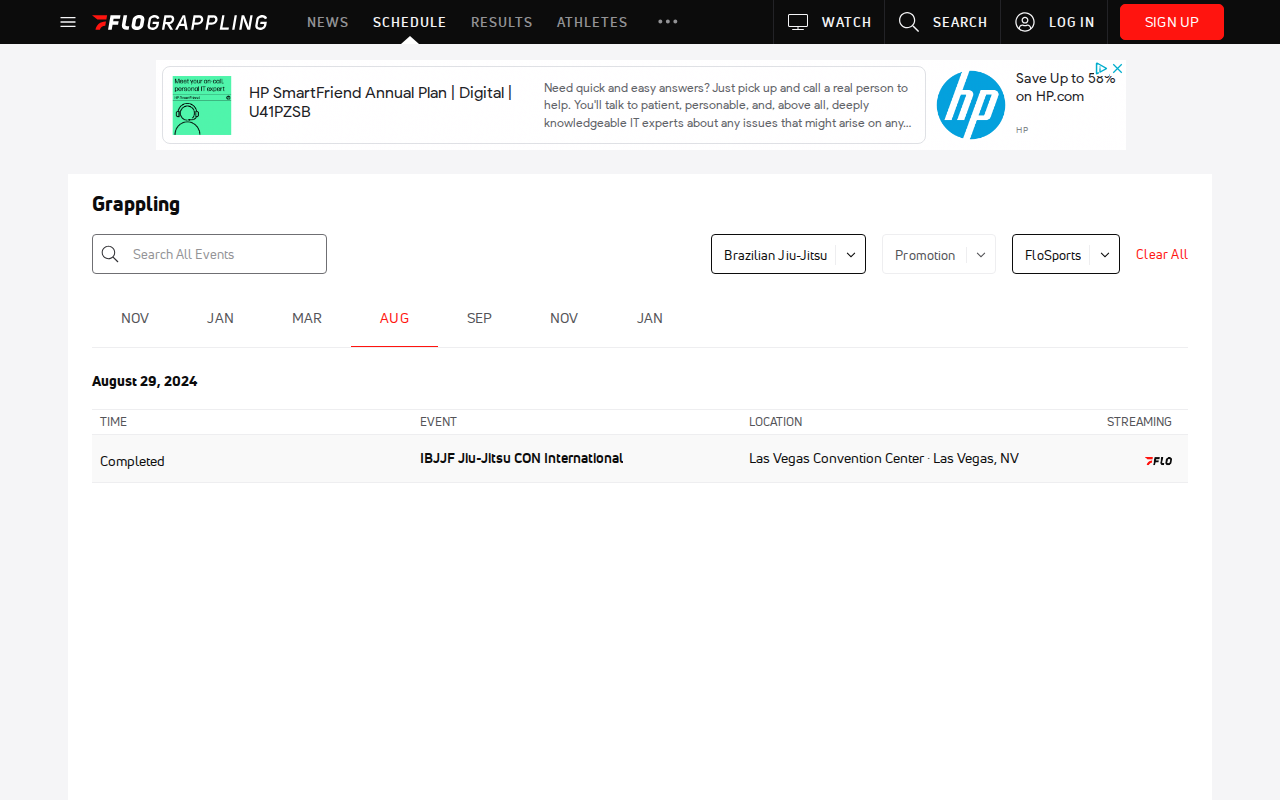 FLOGRAPPLING NEWS SCHEDULE RESULTS ATHLETES WATCH SEARCH LOG IN SIGN UP
Meet your on-call,
personal IT expert
HP SmartFriend
HP SmartFriend Annual Plan | Digital |
U41PZSB
Need quick and easy answers? Just pick up and call a real person to
help. You'll talk to patient, personable, and, above all, deeply
knowledgeable IT experts about any issues that might arise on any...
hp
Save Up to 58%
on HP.com
HP
Grappling
Search All Events
Brazilian Jiu-Jitsu Promotion FloSports Clear All
NOV JAN MAR AUG SEP NOV JAN
August 29, 2024
TIME EVENT LOCATION STREAMING
Completed IBJJF Jiu-Jitsu CON International Las Vegas Convention Center · Las Vegas, NV FLO